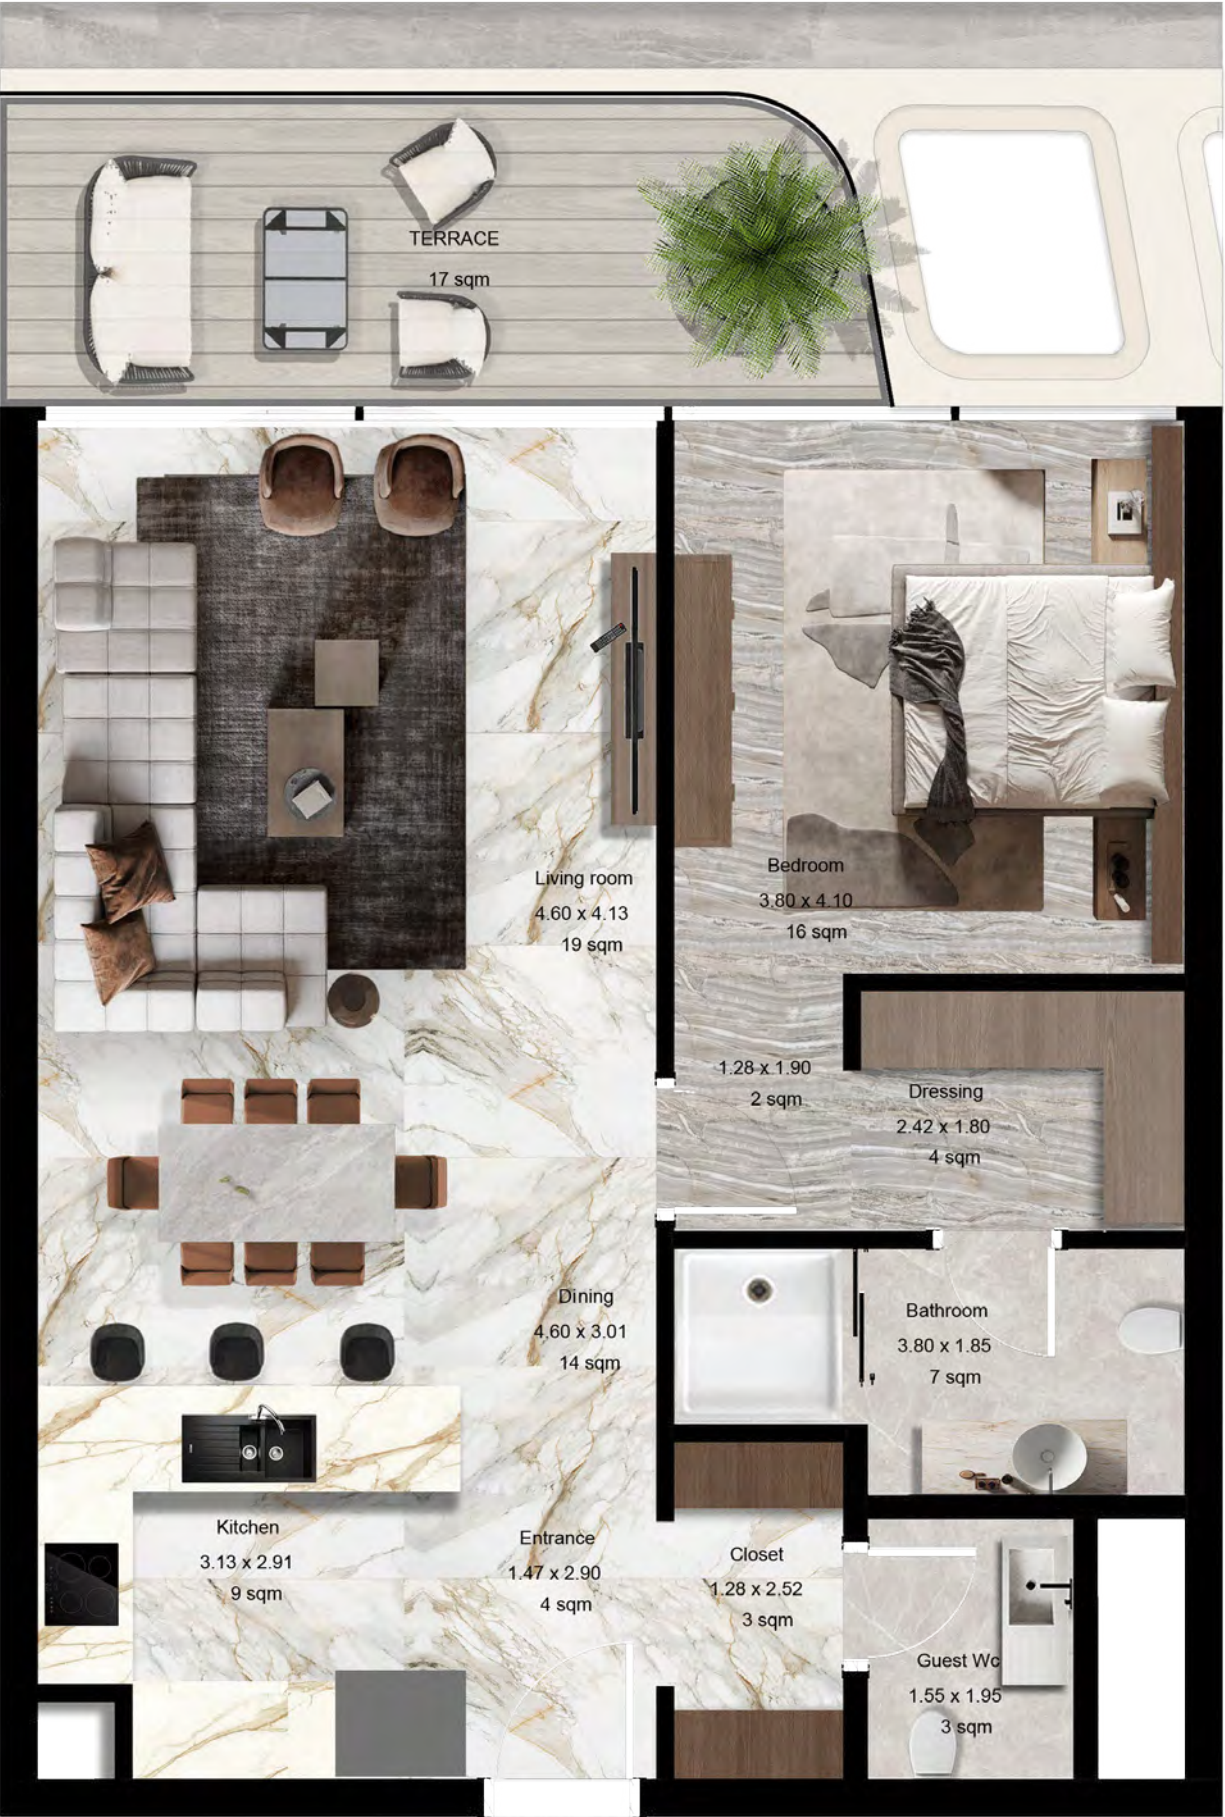 TERRACE
17 sqm
Living room
4.60 x 4.13
19 sqm
Bedroom
3.80 x 4.10
16 sqm
1.28 x 1.90
2 sqm
Dressing
2.42 x 1.80
4 sqm
Dining
4.60 x 3.01
14 sqm
Bathroom
3.80 x 1.85
7 sqm
Kitchen
3.13 x 2.91
9 sqm
Entrance
1.47 x 2.90
4 sqm
Closet
1.28 x 2.52
3 sqm
Guest Wc
1.55 x 1.95
3 sqm